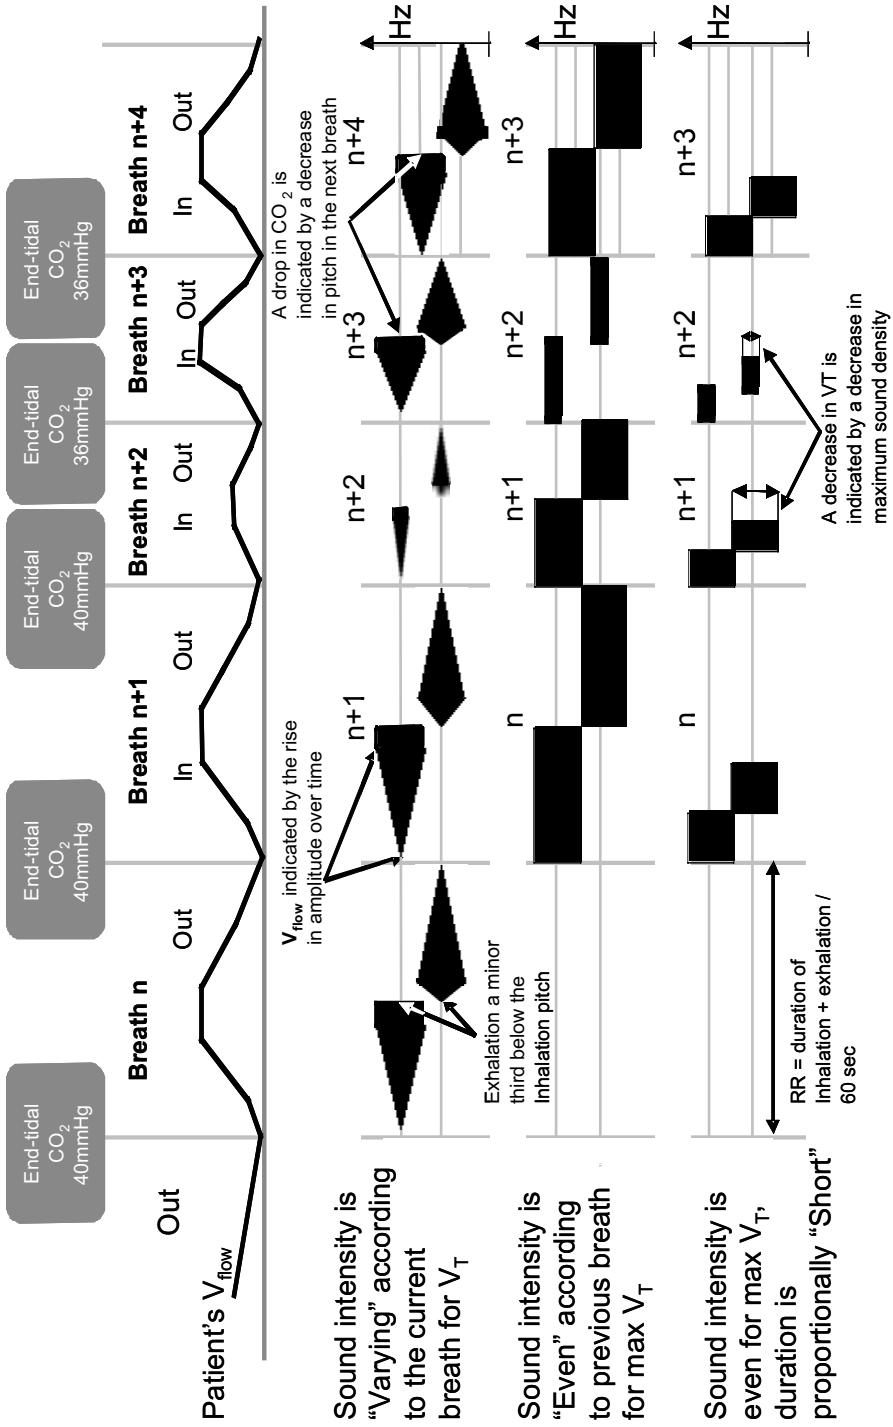 End-tidal
CO2
40mmHg
End-tidal
CO2
40mmHg
End-tidal
CO2
40mmHg
End-tidal
CO2
36mmHg
End-tidal
CO2
36mmHg
Out
Breath n
Out
Breath n+1
In
Out
Breath n+2
In
Out
Breath n+3
In
Out
Breath n+4
In
Out
Patient's Vflow
Vflow indicated by the rise
in amplitude over time
A drop in CO2 is
indicated by a decrease
in pitch in the next breath
Sound intensity is
"Varying" according
to the current
breath for VT
n+1
n+2
n+3
n+4
Hz
Exhalation a minor
third below the
Inhalation pitch
Sound intensity is
"Even" according
to previous breath
for max VT
n
n+1
n+2
n+3
Hz
Sound intensity is
even for max VT,
duration is
proportionally "Short"
n
n+1
n+2
n+3
Hz
RR = duration of
Inhalation + exhalation /
60 sec
A decrease in VT is
indicated by a decrease in
maximum sound density